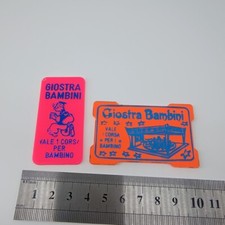 GIOSTRA
BAMBINI
VALE 1 CORSA
PER
BAMBINO
Giostra Bambini
VALE
1 CORSA
PER 1
BAMBINO
1 2 3 4 5 6 7 8 9 10 11